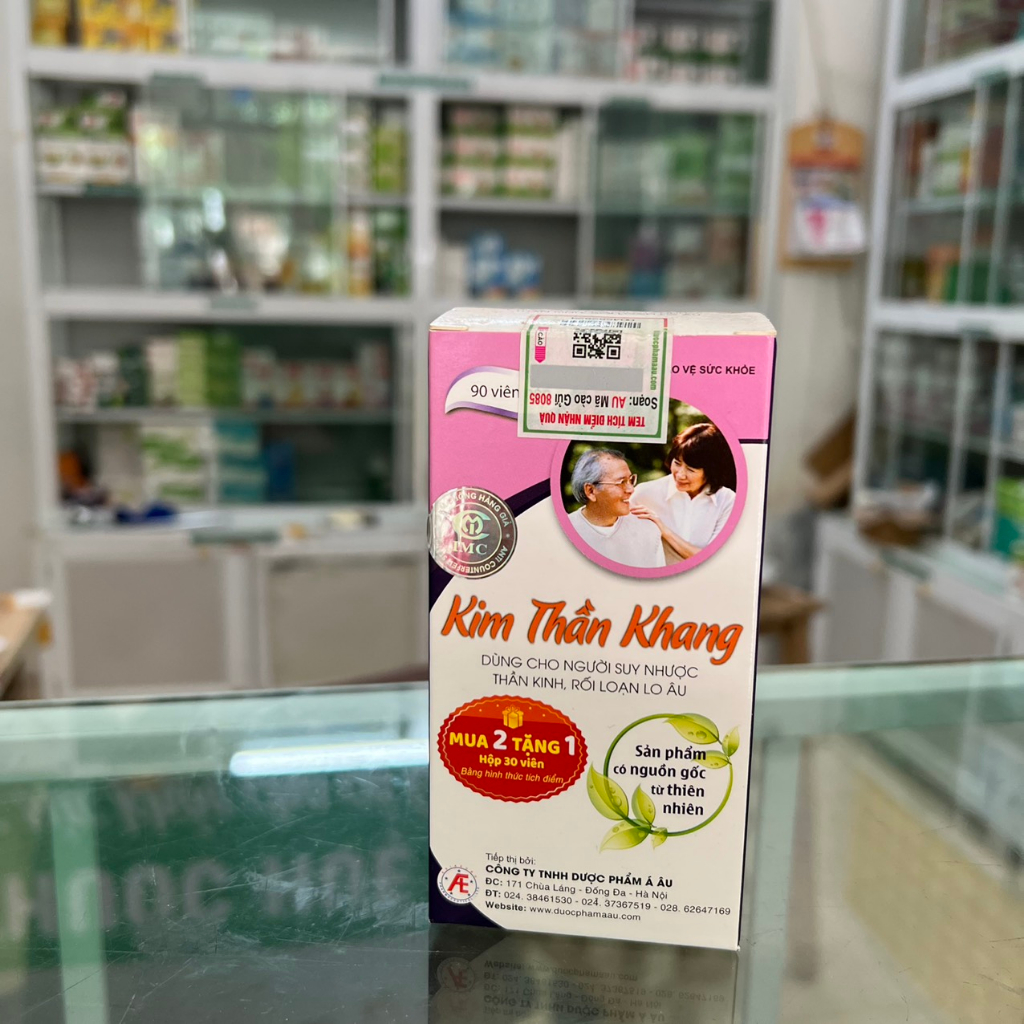 TEM TÍCH ĐIỂM NHẬN QUÀ
Soạn: AU Mã cào Gửi 8085
CÀO
90 viên
O VỆ SỨC KHỎE
IMC
Kim Thần Khang
DÙNG CHO NGƯỜI SUY NHƯỢC
THẦN KINH, RỐI LOẠN LO ÂU
MUA 2 TẶNG 1
Hộp 30 viên
Bằng hình thức tích điểm
Sản phẩm
có nguồn gốc
từ thiên
nhiên
Tiếp thị bởi:
CÔNG TY TNHH DƯỢC PHẨM Á ÂU
ĐC: 171 Chùa Láng - Đống Đa - Hà Nội
ĐT: 024. 38461530 - 024. 37367519 - 028. 62647169
Website: www.duocphamaau.com
Æ